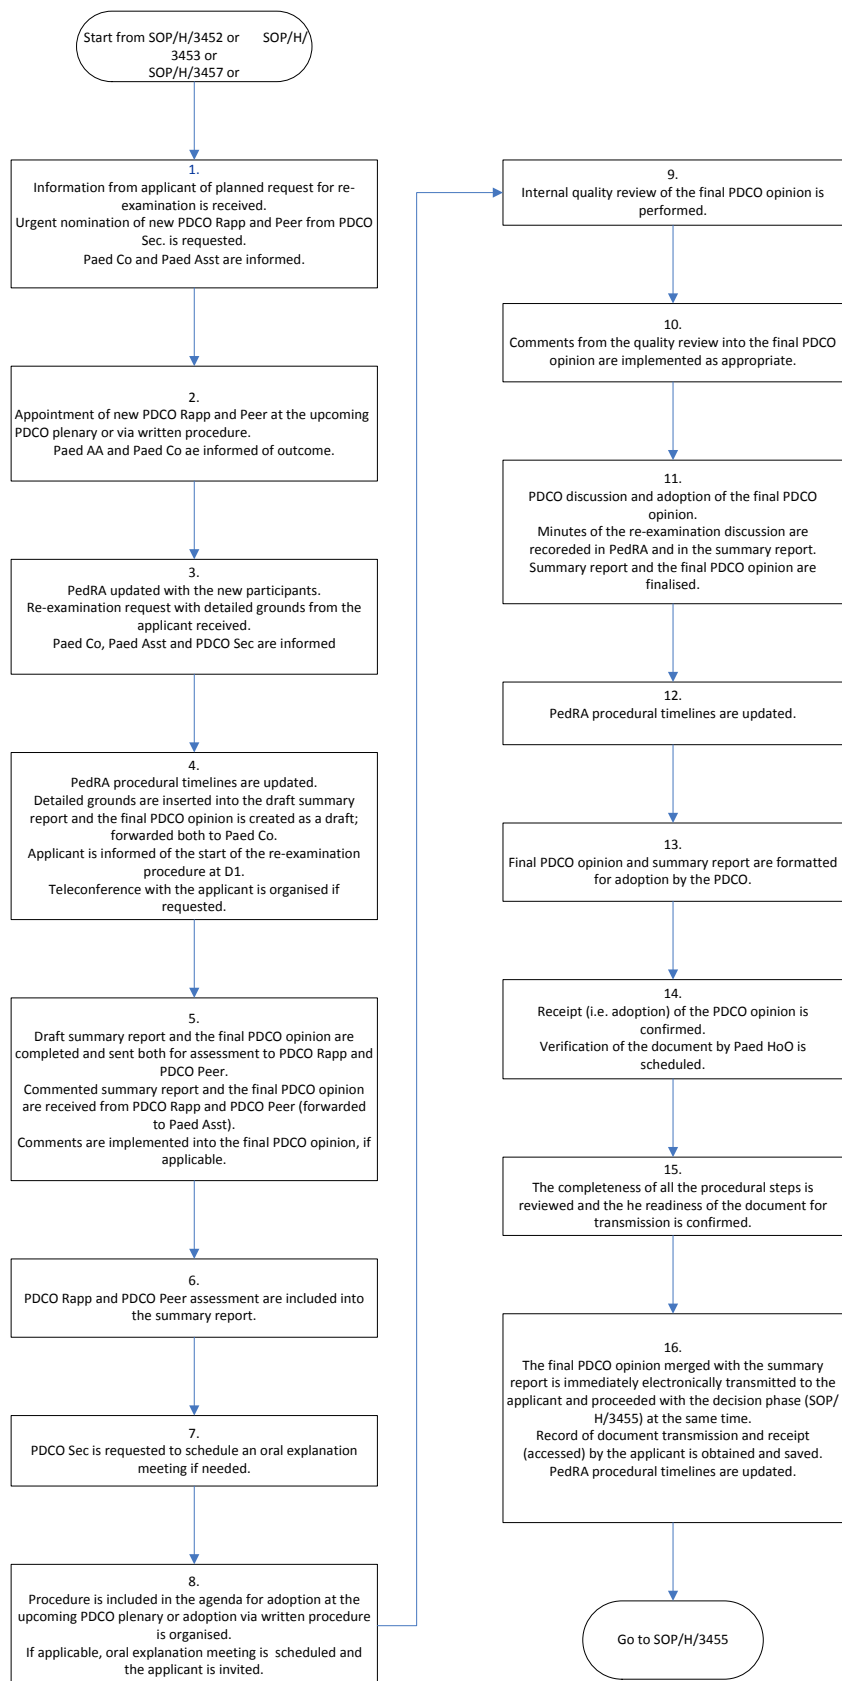 Start from SOP/H/3452 or SOP/H/
3453 or
SOP/H/3457 or
1.
Information from applicant of planned request for re-
examination is received.
Urgent nomination of new PDCO Rapp and Peer from PDCO
Sec. is requested.
Paed Co and Paed Asst are informed.
2.
Appointment of new PDCO Rapp and Peer at the upcoming
PDCO plenary or via written procedure.
Paed AA and Paed Co ae informed of outcome.
3.
PedRA updated with the new participants.
Re-examination request with detailed grounds from the
applicant received.
Paed Co, Paed Asst and PDCO Sec are informed
4.
PedRA procedural timelines are updated.
Detailed grounds are inserted into the draft summary
report and the final PDCO opinion is created as a draft;
forwarded both to Paed Co.
Applicant is informed of the start of the re-examination
procedure at D1.
Teleconference with the applicant is organised if
requested.
5.
Draft summary report and the final PDCO opinion are
completed and sent both for assessment to PDCO Rapp and
PDCO Peer.
Commented summary report and the final PDCO opinion
are received from PDCO Rapp and PDCO Peer (forwarded
to Paed Asst).
Comments are implemented into the final PDCO opinion, if
applicable.
6.
PDCO Rapp and PDCO Peer assessment are included into
the summary report.
7.
PDCO Sec is requested to schedule an oral explanation
meeting if needed.
8.
Procedure is included in the agenda for adoption at the
upcoming PDCO plenary or adoption via written procedure
is organised.
If applicable, oral explanation meeting is scheduled and
the applicant is invited.
9.
Internal quality review of the final PDCO opinion is
performed.
10.
Comments from the quality review into the final PDCO
opinion are implemented as appropriate.
11.
PDCO discussion and adoption of the final PDCO
opinion.
Minutes of the re-examination discussion are
recoreded in PedRA and in the summary report.
Summary report and the final PDCO opinion are
finalised.
12.
PedRA procedural timelines are updated.
13.
Final PDCO opinion and summary report are formatted
for adoption by the PDCO.
14.
Receipt (i.e. adoption) of the PDCO opinion is
confirmed.
Verification of the document by Paed HoO is
scheduled.
15.
The completeness of all the procedural steps is
reviewed and the he readiness of the document for
transmission is confirmed.
16.
The final PDCO opinion merged with the summary
report is immediately electronically transmitted to the
applicant and proceeded with the decision phase (SOP/
H/3455) at the same time.
Record of document transmission and receipt
(accessed) by the applicant is obtained and saved.
PedRA procedural timelines are updated.
Go to SOP/H/3455